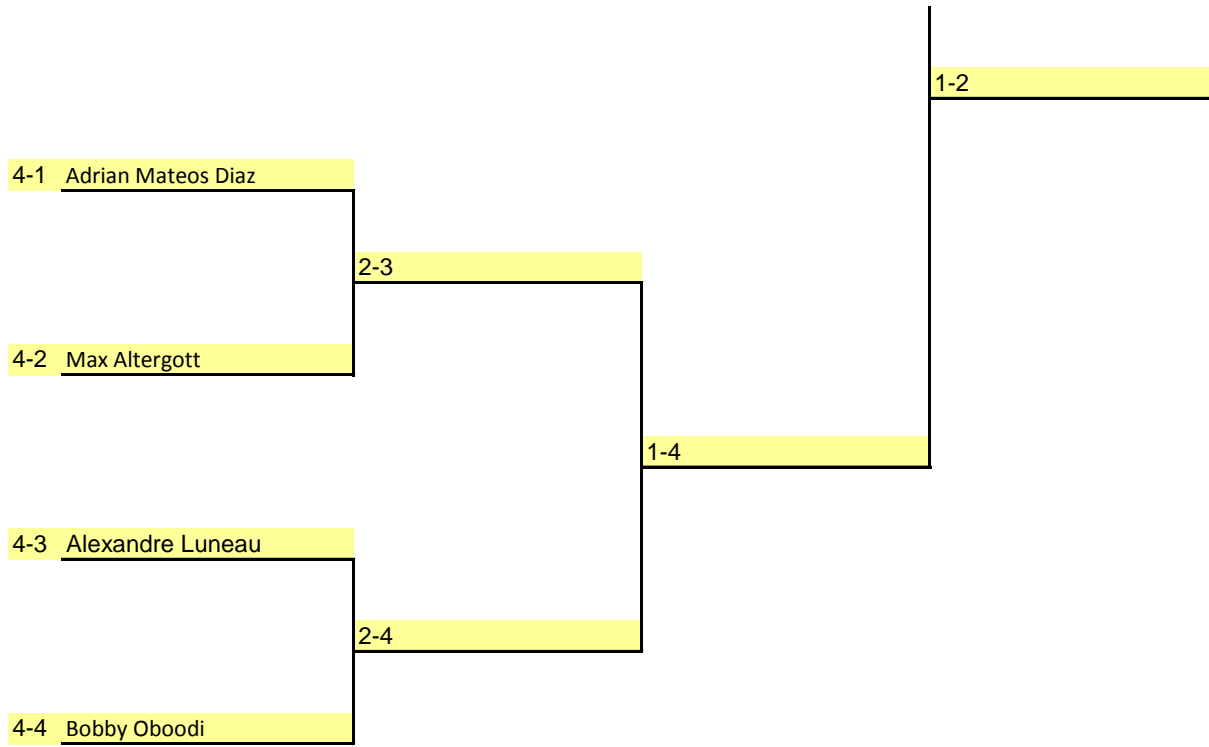 1-2
4-1 Adrian Mateos Diaz
2-3
4-2 Max Altergott
1-4
4-3 Alexandre Luneau
2-4
4-4 Bobby Oboodi